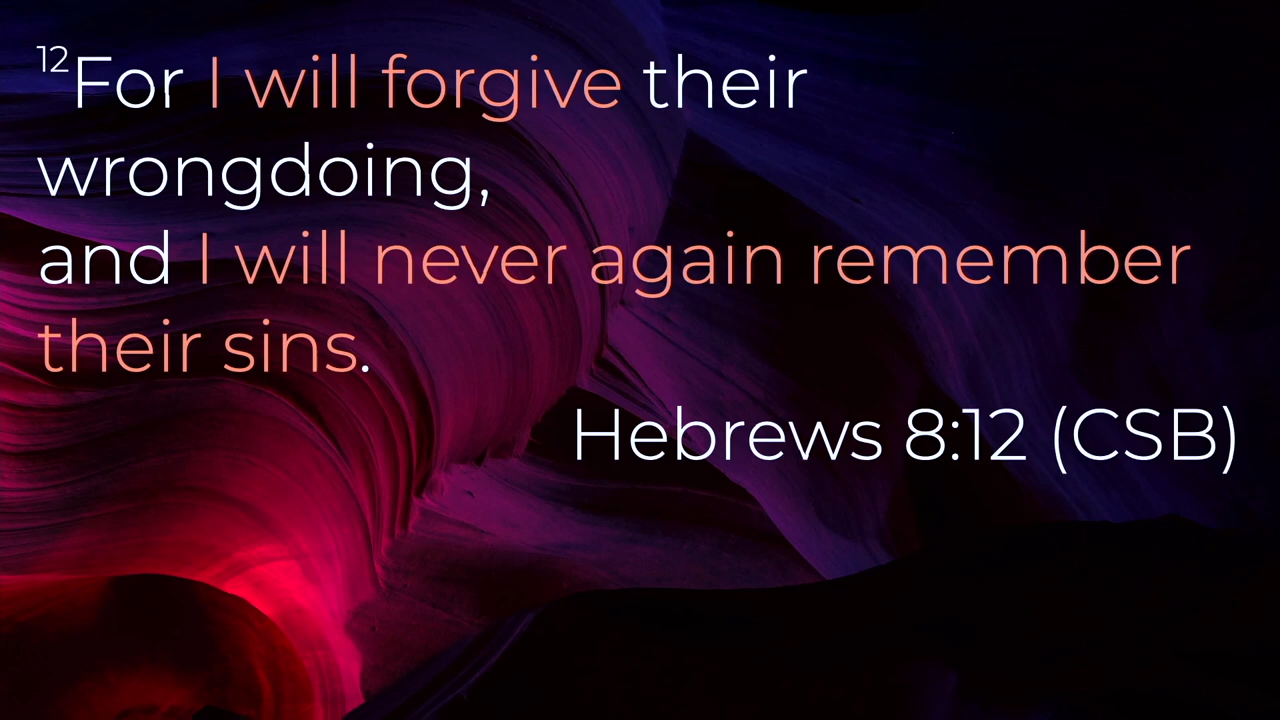 12For I will forgive their
wrongdoing,
and I will never again remember
their sins.
Hebrews 8:12 (CSB)